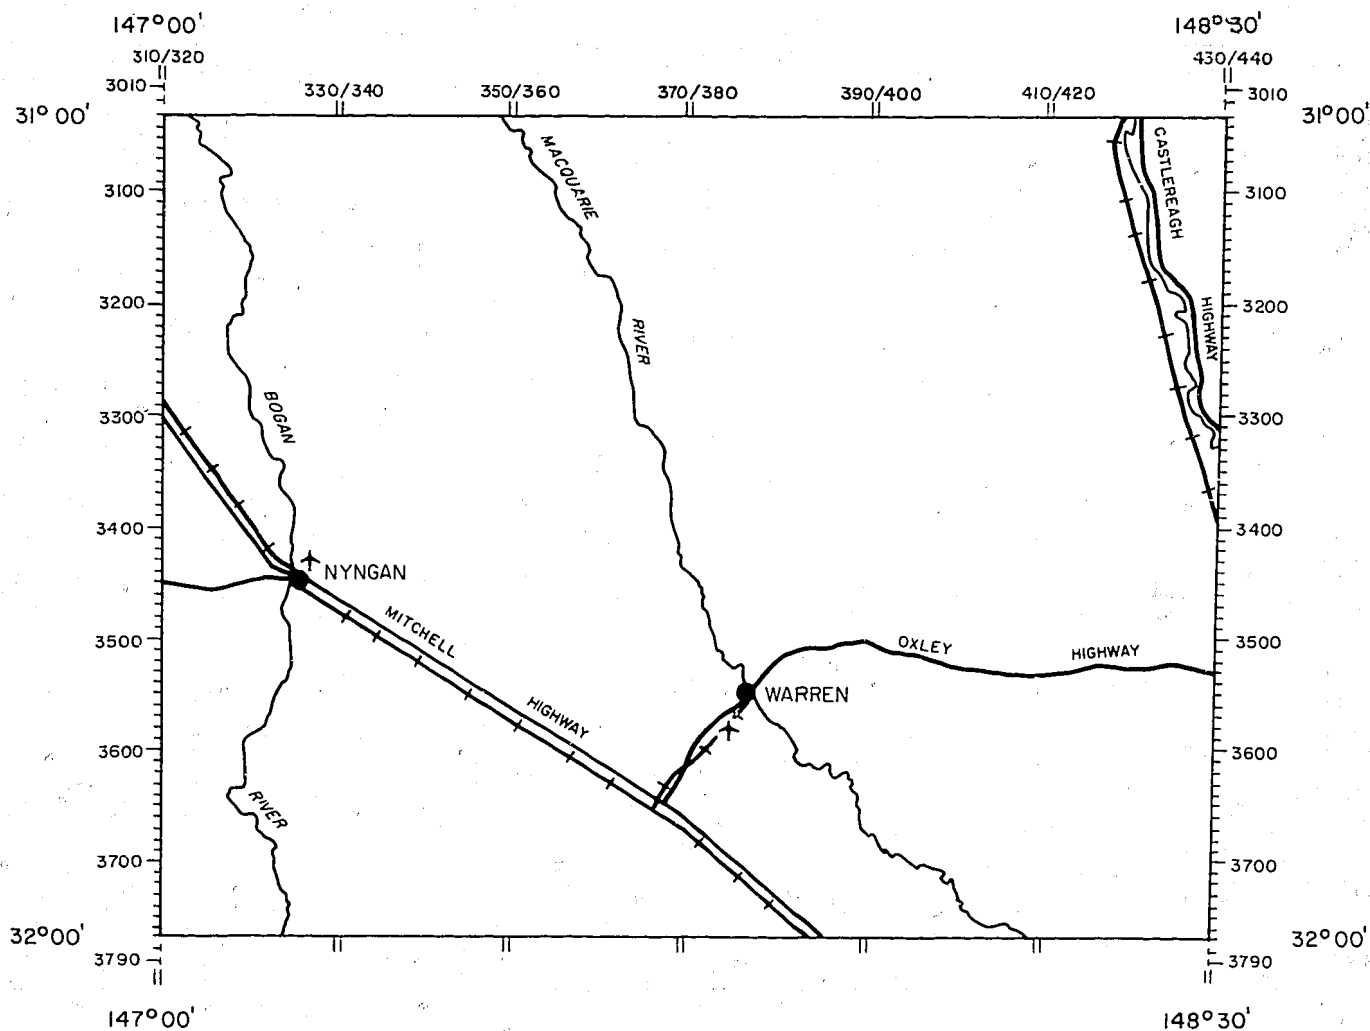 147°00'
148°30'
310/320
430/440
3010
330/340
350/360
370/380
390/400
410/420
3010
31°00'
31°00'
MACQUARIE
CASTLEREAGH
3100
3100
3200
3200
RIVER
HIGHWAY
BOGAN
3300
3300
3400
3400
NYNGAN
MITCHELL
3500
OXLEY
HIGHWAY
3500
WARREN
HIGHWAY
3600
3600
RIVER
3700
3700
32°00'
32°00'
3790
3790
147°00'
148°30'